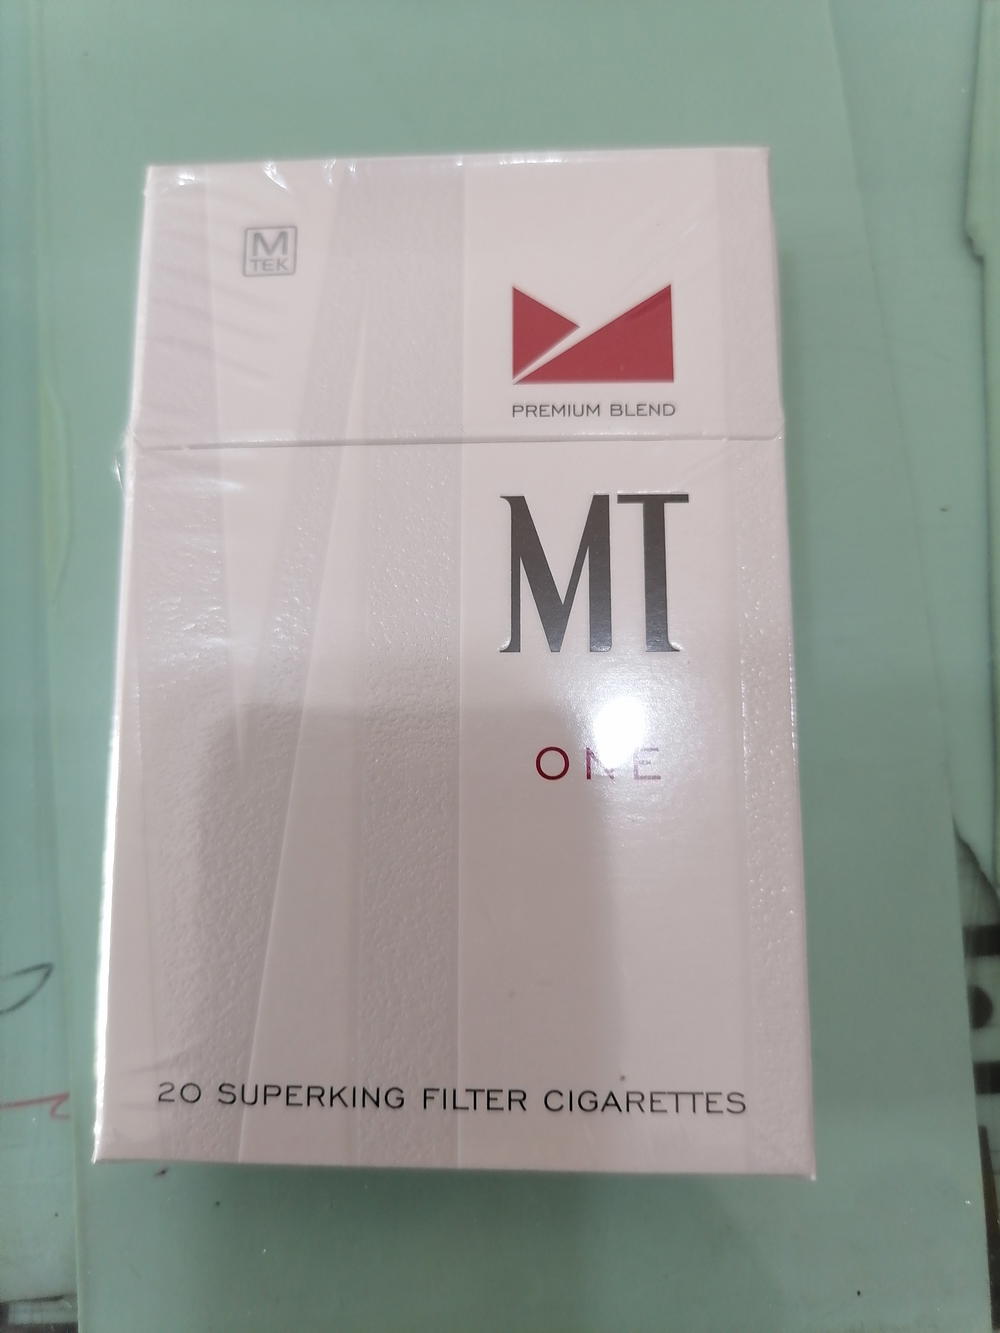 M
TEK
PREMIUM BLEND
MT
ONE
20 SUPERKING FILTER CIGARETTES